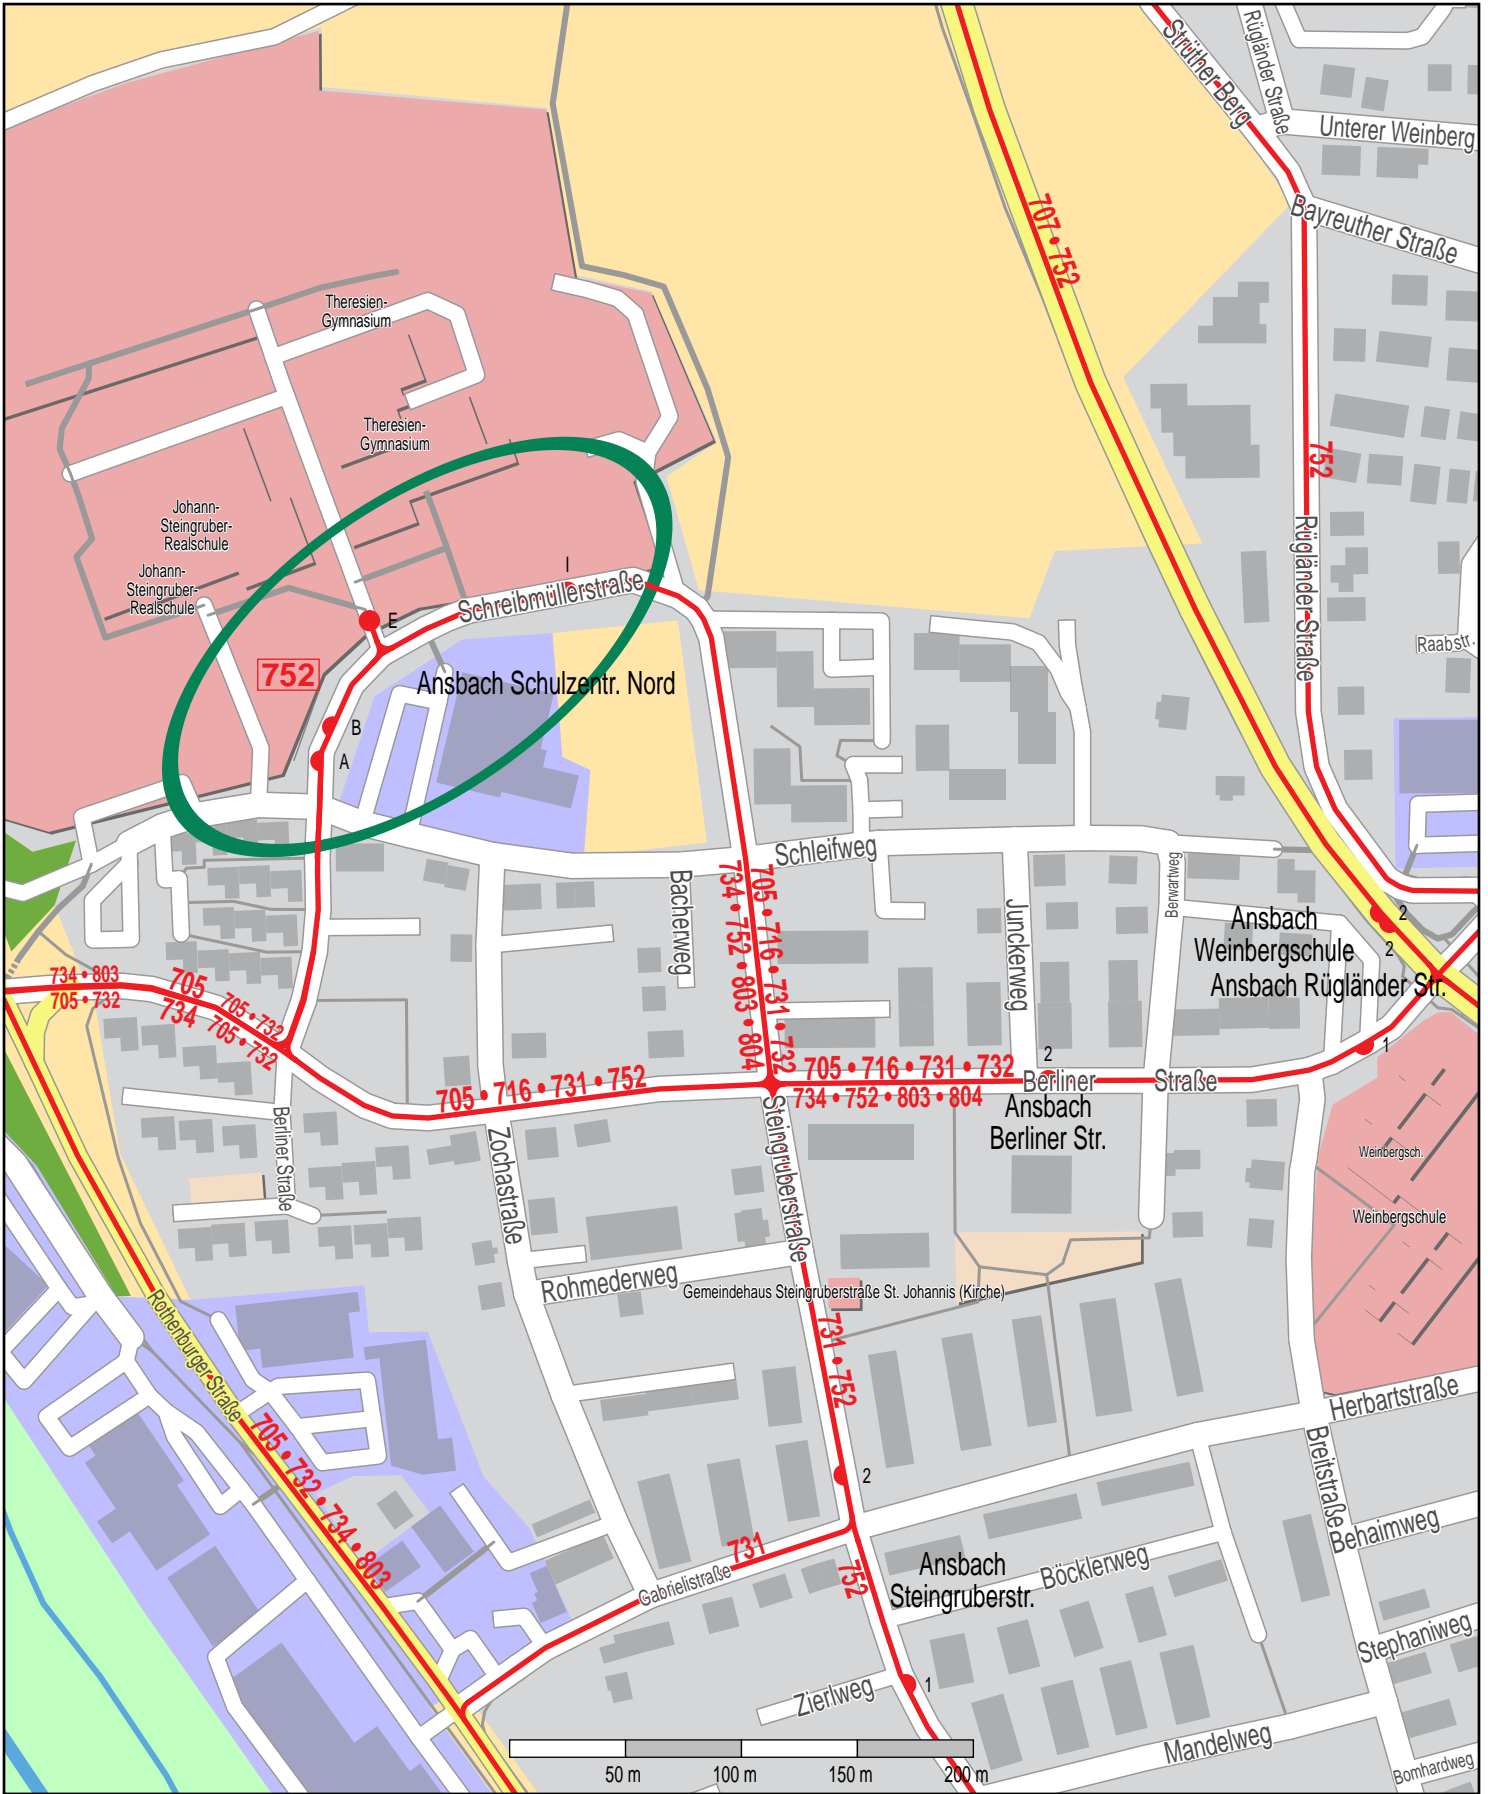 Strüther Berg
Rügländer Straße
Unterer Weinberg
Bayreuther Straße
707 • 752
Theresien-
Gymnasium
Theresien-
Gymnasium
752
Johann-
Steingruber-
Realschule
Johann-
Steingruber-
Realschule
I
Schreibmüllerstraße
E
Rügländer Straße
Raabstr.
752
Ansbach Schulzentr. Nord
B
A
Schleifweg
Bacherweg
734 • 752 • 803 • 804
705 • 716 • 731 • 732
Junckerweg
Berwartweg
Ansbach
Weinbergschule
2
2
Ansbach Rügländer Str.
734 • 803
705 • 732
705
734
705 • 732
705 • 732
1
705 • 716 • 731 • 752
705 • 716 • 731 • 732
734 • 752 • 803 • 804
2
Berliner
Straße
Ansbach
Berliner Str.
Berliner Straße
Zochastraße
Steingruberstraße
Weinbergsch.
Weinbergschule
Rohmederweg
Gemeindehaus Steingruberstraße St. Johannis (Kirche)
Rothenburger Straße
731 • 752
Herbartstraße
705 • 732 • 734 • 803
Breitstraße
2
Behaimweg
731
752
Gabrielistraße
Ansbach
Steingruberstr.
Böcklerweg
Stephaniweg
Zierlweg
1
Mandelweg
Bomhardweg
50 m
100 m
150 m
200 m